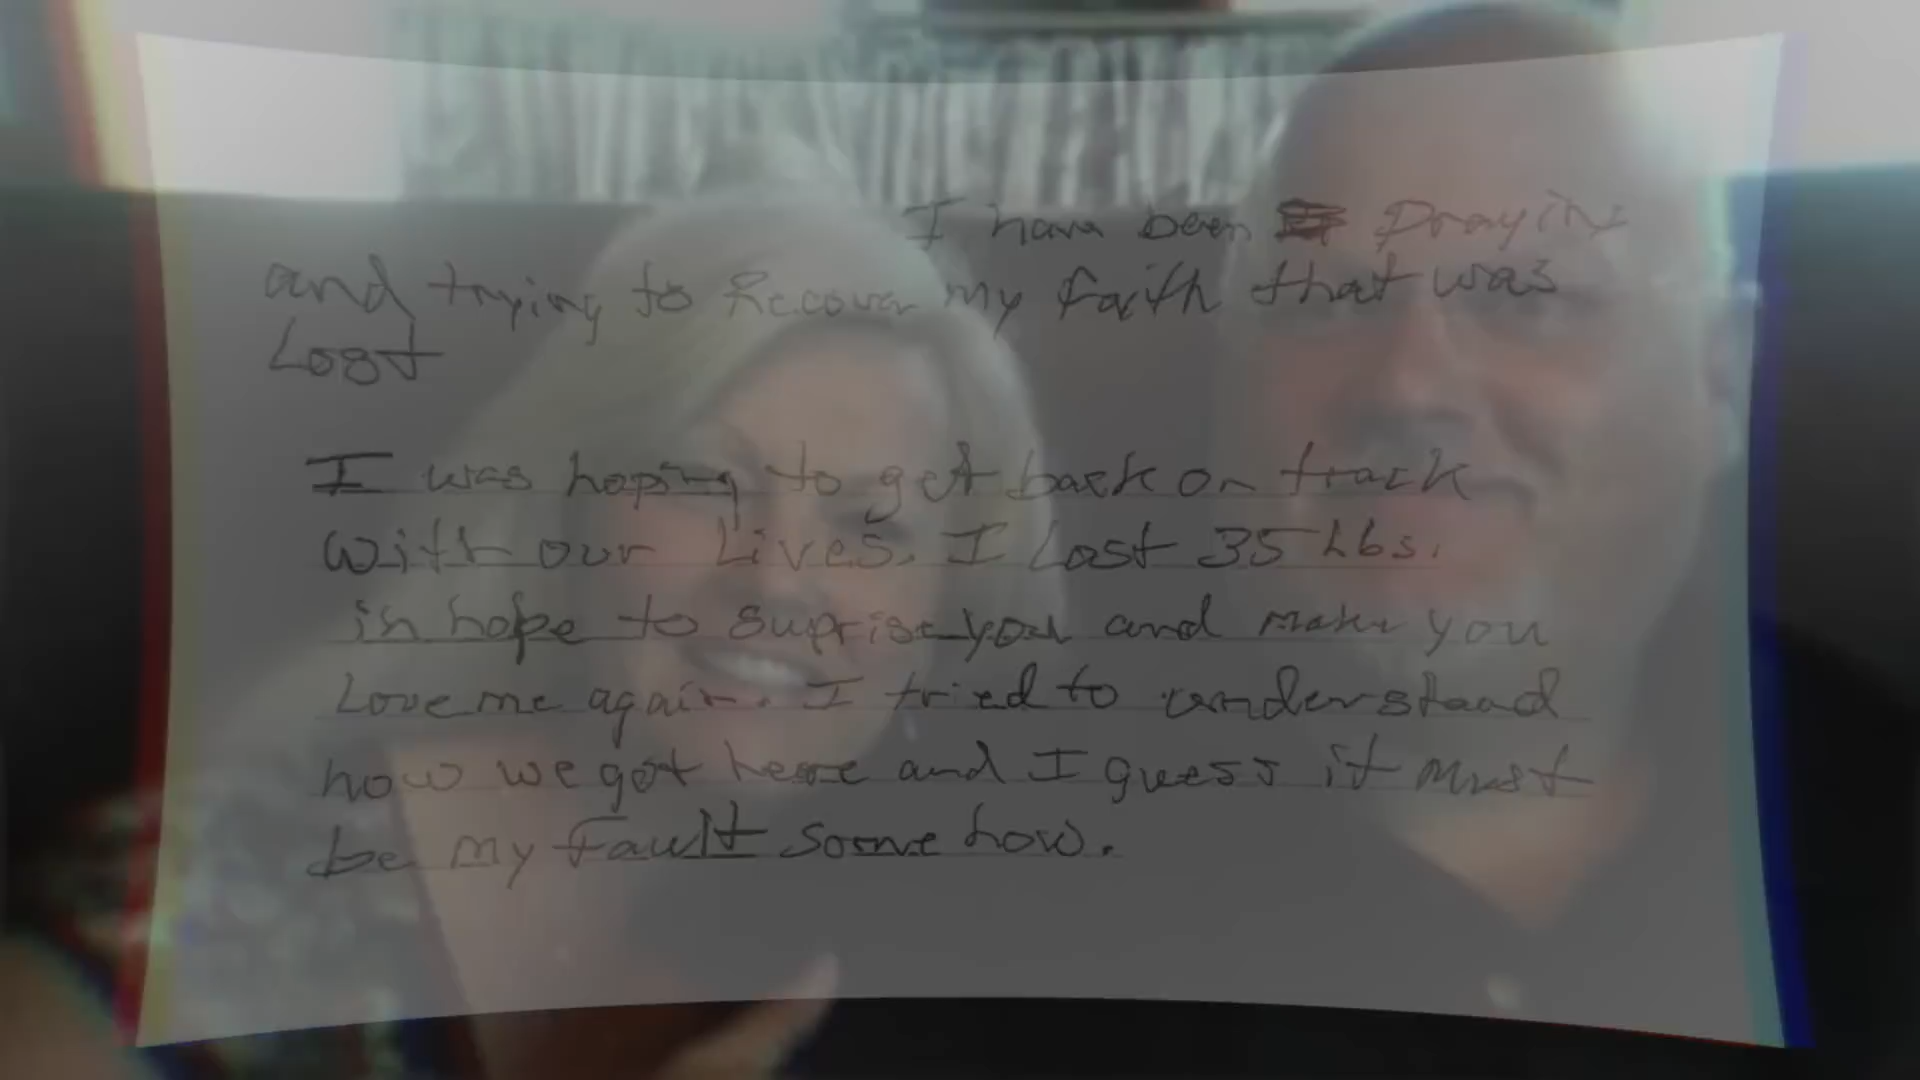 I have been praying
and trying to Recover my faith that was
Lost
I was hoping to get back on track
with our Lives. I Lost 35 Lbs.
in hope to suprise you and make you
Love me again. I tried to understand
how we got here and I guess it must
be my Fault some how.